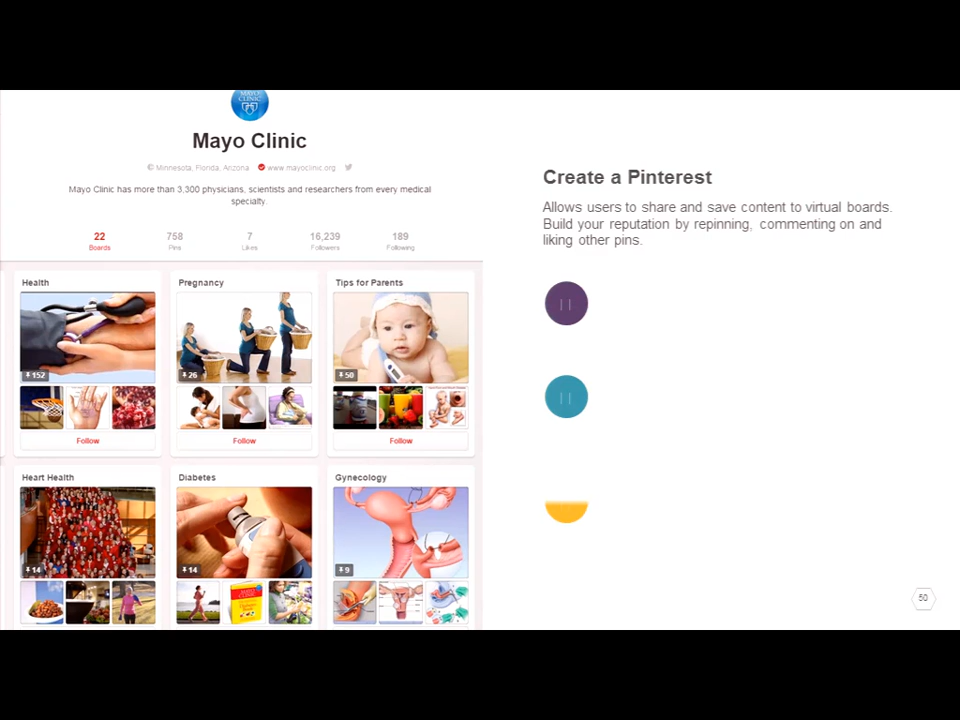 MAYO
CLINIC
Mayo Clinic
Minnesota, Florida, Arizona www.mayoclinic.org
Mayo Clinic has more than 3,300 physicians, scientists and researchers from every medical
specialty.
22 758 7 16,239 189
Boards Pins Likes Followers Following
Health Pregnancy Tips for Parents
152 26 50
Follow Follow Follow
Heart Health Diabetes Gynecology
14 14 9
MAYO
CLINIC
Create a Pinterest
Allows users to share and save content to virtual boards.
Build your reputation by repinning, commenting on and
liking other pins.
50